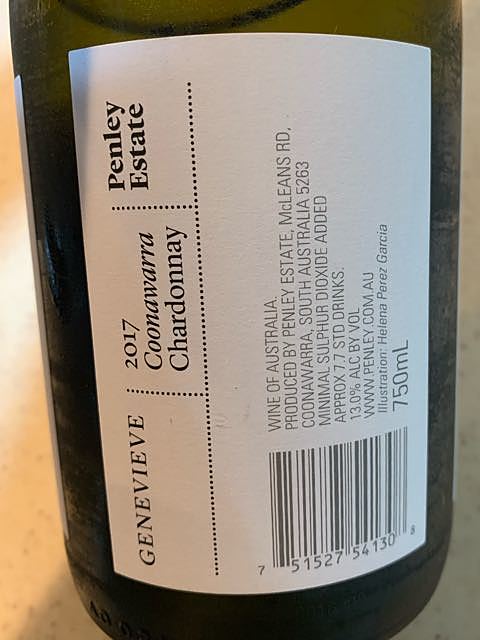 GENEVIEVE
2017
Coonawarra
Chardonnay
Penley
Estate
WINE OF AUSTRALIA.
PRODUCED BY PENLEY ESTATE, McLEANS RD,
COONAWARRA, SOUTH AUSTRALIA 5263
MINIMAL SULPHUR DIOXIDE ADDED
APPROX 7.7 STD DRINKS.
13.0% ALC BY VOL
WWW.PENLEY.COM.AU
Illustration: Helena Perez Garcia
750mL
7 51527 54130 8